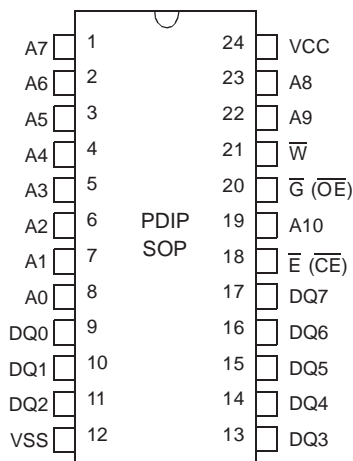 A7 1 24 VCC
A6 2 23 A8
A5 3 22 A9
A4 4 21 W̅
A3 5 20 G̅ (O̅E̅)
A2 6 PDIP 19 A10
SOP
A1 7 18 E̅ (C̅E̅)
A0 8 17 DQ7
DQ0 9 16 DQ6
DQ1 10 15 DQ5
DQ2 11 14 DQ4
VSS 12 13 DQ3